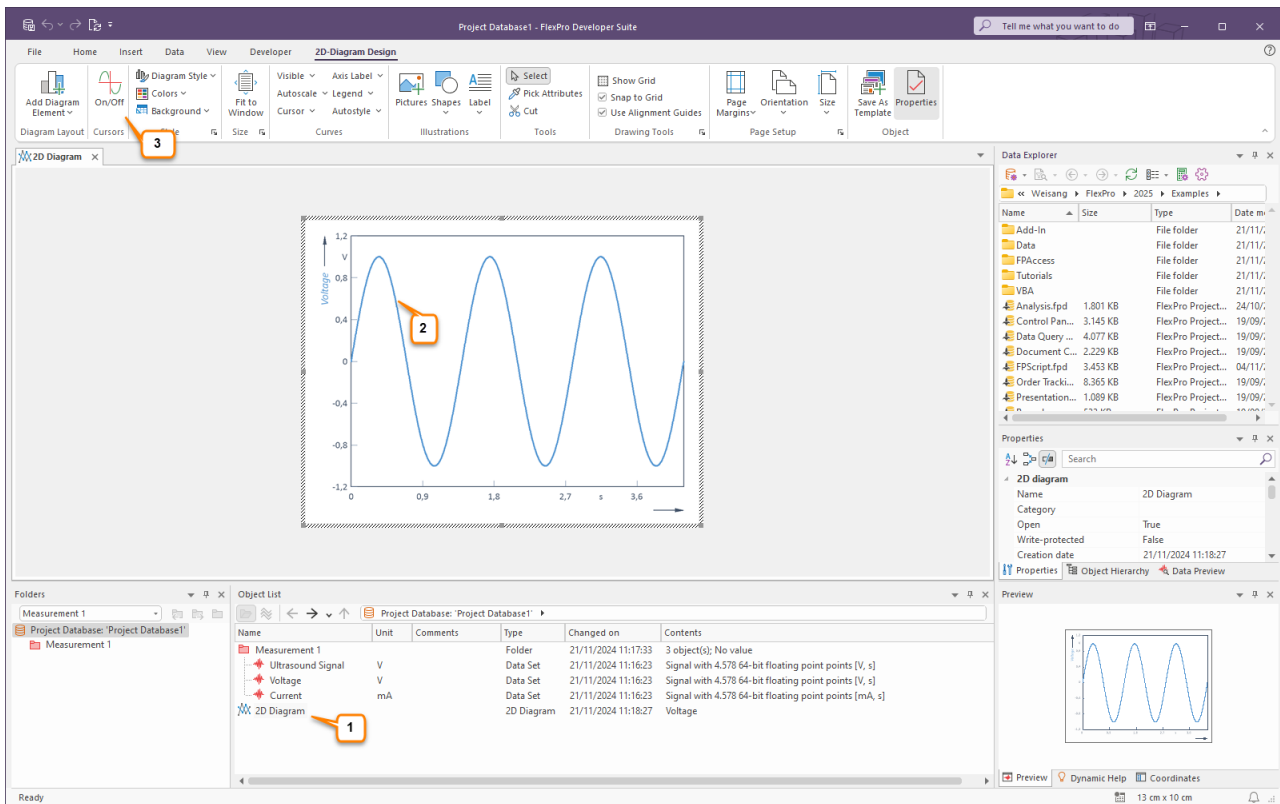 Project Database1 - FlexPro Developer Suite
Tell me what you want to do
File Home Insert Data View Developer 2D-Diagram Design
Add Diagram Element
On/Off
Diagram Style
Colors
Background
Fit to Window
Visible Axis Label
Autoscale Legend
Cursor Autostyle
Pictures Shapes Label
Select
Pick Attributes
Cut
Show Grid
Snap to Grid
Use Alignment Guides
Page Margins
Orientation
Size
Save As Template
Properties
Diagram Layout Cursors Style Size Curves Illustrations Tools Drawing Tools Page Setup Object
3
2D Diagram
1,2
V
0,8
0,4
0
-0,4
-0,8
-1,2
Voltage
2
0 0,9 1,8 2,7 s 3,6
Data Explorer
« Weisang FlexPro 2025 Examples
Name Size Type Date
Add-In File folder 21/11/
Data File folder 21/11/
FPAccess File folder 21/11/
Tutorials File folder 21/11/
VBA File folder 21/11/
Analysis.fpd 1.801 KB FlexPro Project... 24/10/
Control Pan... 3.145 KB FlexPro Project... 19/09/
Data Query ... 4.077 KB FlexPro Project... 19/09/
Document C... 2.229 KB FlexPro Project... 19/09/
FPScript.fpd 3.453 KB FlexPro Project... 04/11/
Order Tracki... 8.365 KB FlexPro Project... 19/09/
Presentation... 1.089 KB FlexPro Project... 19/09/
Properties
Search
2D diagram
Name 2D Diagram
Category
Open True
Write-protected False
Creation date 21/11/2024 11:18:27
Properties Object Hierarchy Data Preview
Folders
Measurement 1
Project Database: 'Project Database1'
Measurement 1
Object List
Project Database: 'Project Database1'
Name Unit Comments Type Changed on Contents
Measurement 1 Folder 21/11/2024 11:17:33 3 object(s); No value
Ultrasound Signal V Data Set 21/11/2024 11:16:23 Signal with 4.578 64-bit floating point points [V, s]
Voltage V Data Set 21/11/2024 11:16:23 Signal with 4.578 64-bit floating point points [V, s]
Current mA Data Set 21/11/2024 11:16:23 Signal with 4.578 64-bit floating point points [mA, s]
2D Diagram 2D Diagram 21/11/2024 11:18:27 Voltage
1
Preview
Preview Dynamic Help Coordinates
Ready
13 cm x 10 cm